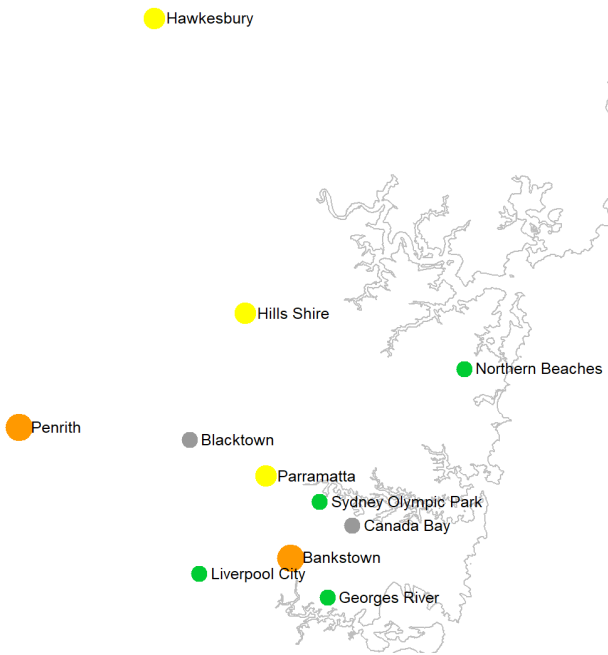 Hawkesbury
Hills Shire
Northern Beaches
Penrith
Blacktown
Parramatta
Sydney Olympic Park
Canada Bay
Bankstown
Liverpool City
Georges River